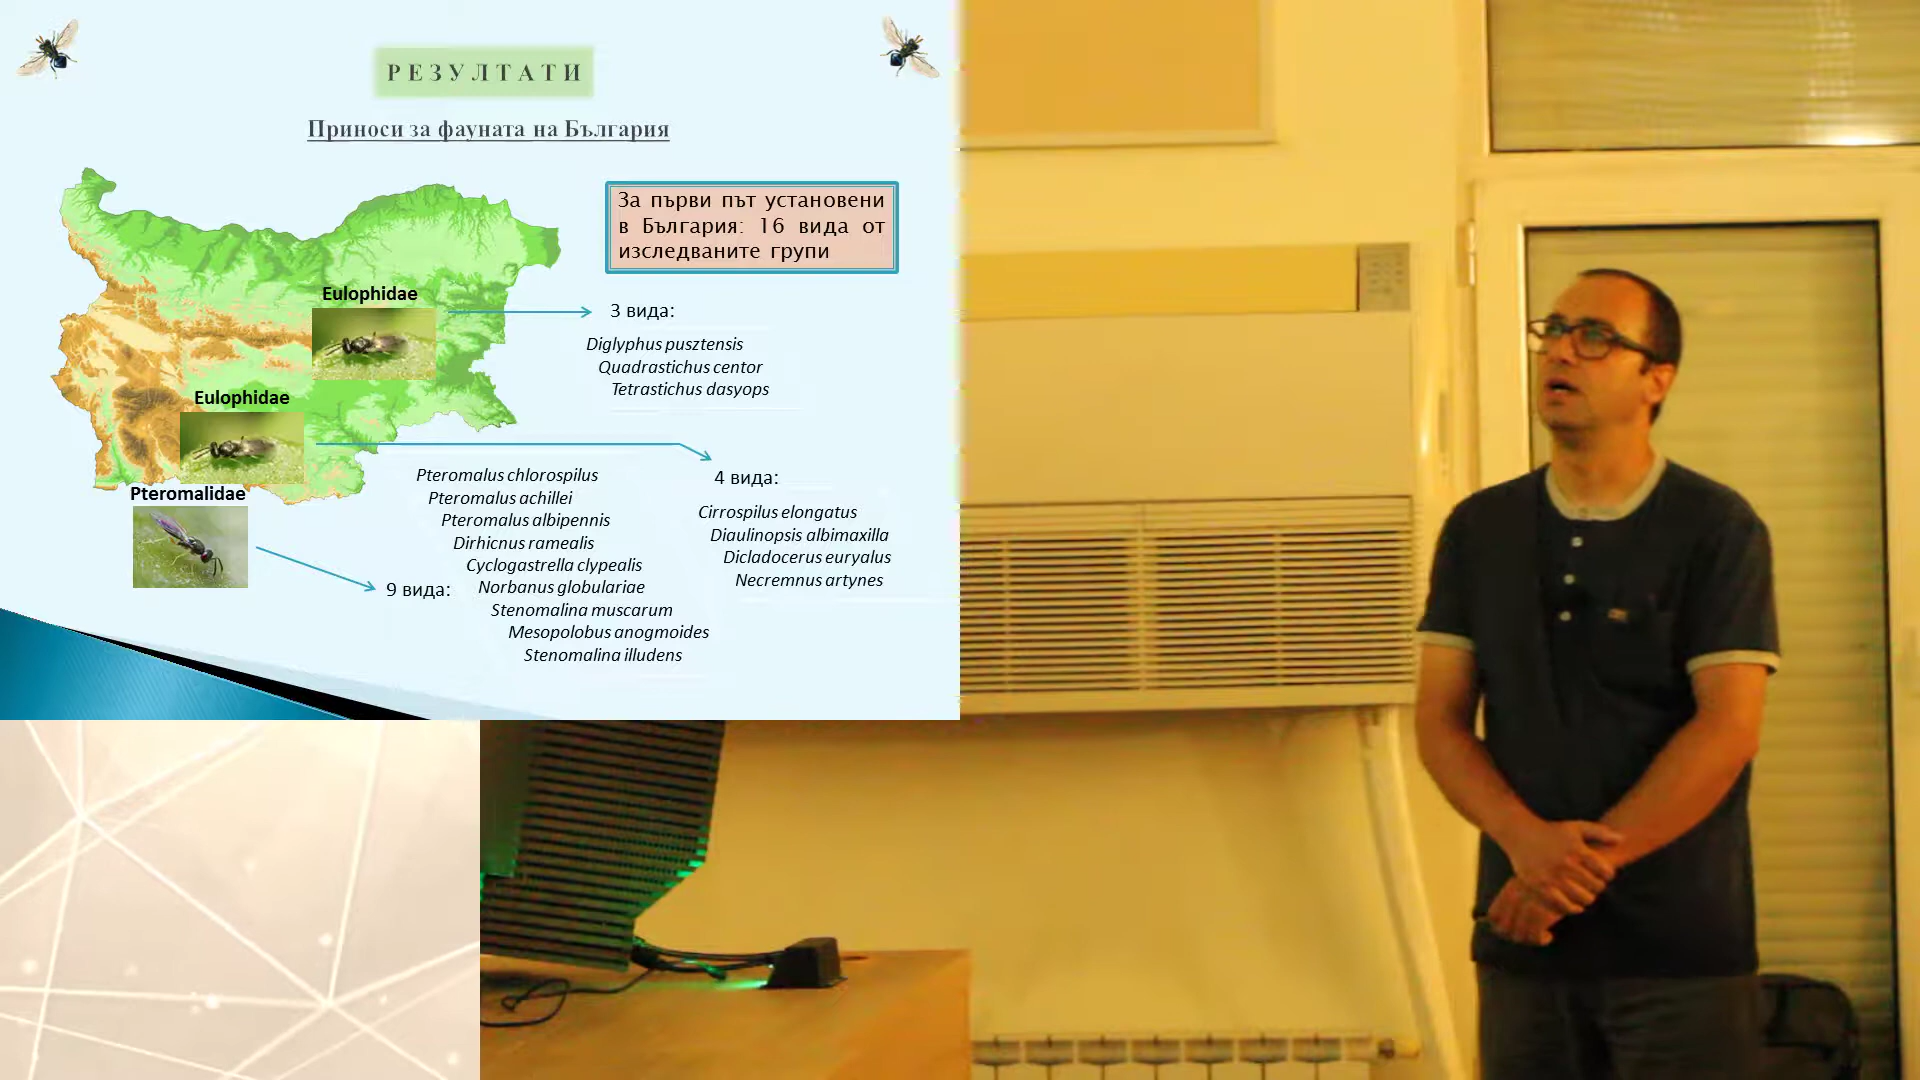 РЕЗУЛТАТИ
Приноси за фауната на България
За първи път установени
в България: 16 вида от
изследваните групи
Eulophidae
3 вида:
Diglyphus pusztensis
Quadrastichus centor
Tetrastichus dasyops
Eulophidae
4 вида:
Cirrospilus elongatus
Diaulinopsis albimaxilla
Dicladocerus euryalus
Necremnus artynes
Pteromalidae
9 вида:
Pteromalus chlorospilus
Pteromalus achillei
Pteromalus albipennis
Dirhicnus ramealis
Cyclogastrella clypealis
Norbanus globulariae
Stenomalina muscarum
Mesopolobus anogmoides
Stenomalina illudens